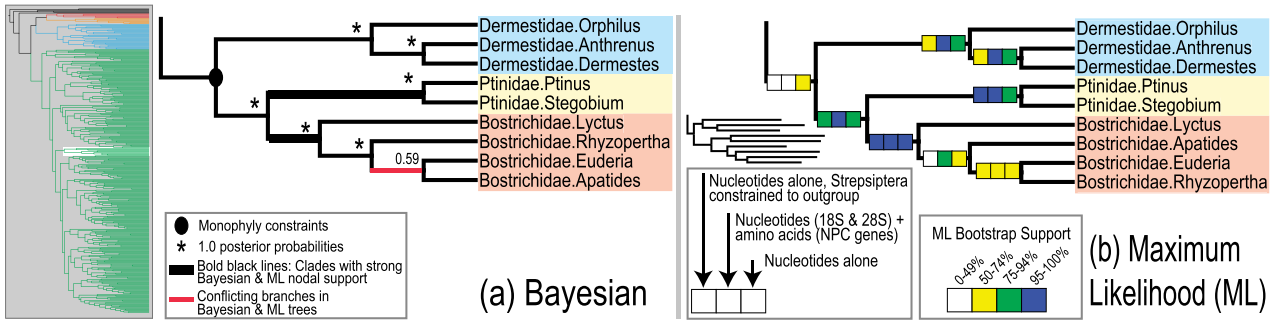 Dermestidae.Orphilus
Dermestidae.Anthrenus
Dermestidae.Dermestes
Ptinidae.Ptinus
Ptinidae.Stegobium
Bostrichidae.Lyctus
Bostrichidae.Rhyzopertha
Bostrichidae.Euderia
Bostrichidae.Apatides
*
*
*
*
*
*
0.59
Monophyly constraints
* 1.0 posterior probabilities
Bold black lines: Clades with strong
Bayesian & ML nodal support
Conflicting branches in
Bayesian & ML trees
(a) Bayesian
Dermestidae.Orphilus
Dermestidae.Anthrenus
Dermestidae.Dermestes
Ptinidae.Ptinus
Ptinidae.Stegobium
Bostrichidae.Lyctus
Bostrichidae.Apatides
Bostrichidae.Euderia
Bostrichidae.Rhyzopertha
Nucleotides alone, Strepsiptera
constrained to outgroup
Nucleotides (18S & 28S) +
amino acids (NPC genes)
Nucleotides alone
ML Bootstrap Support
0-49%
50-74%
75-94%
95-100%
(b) Maximum
Likelihood (ML)